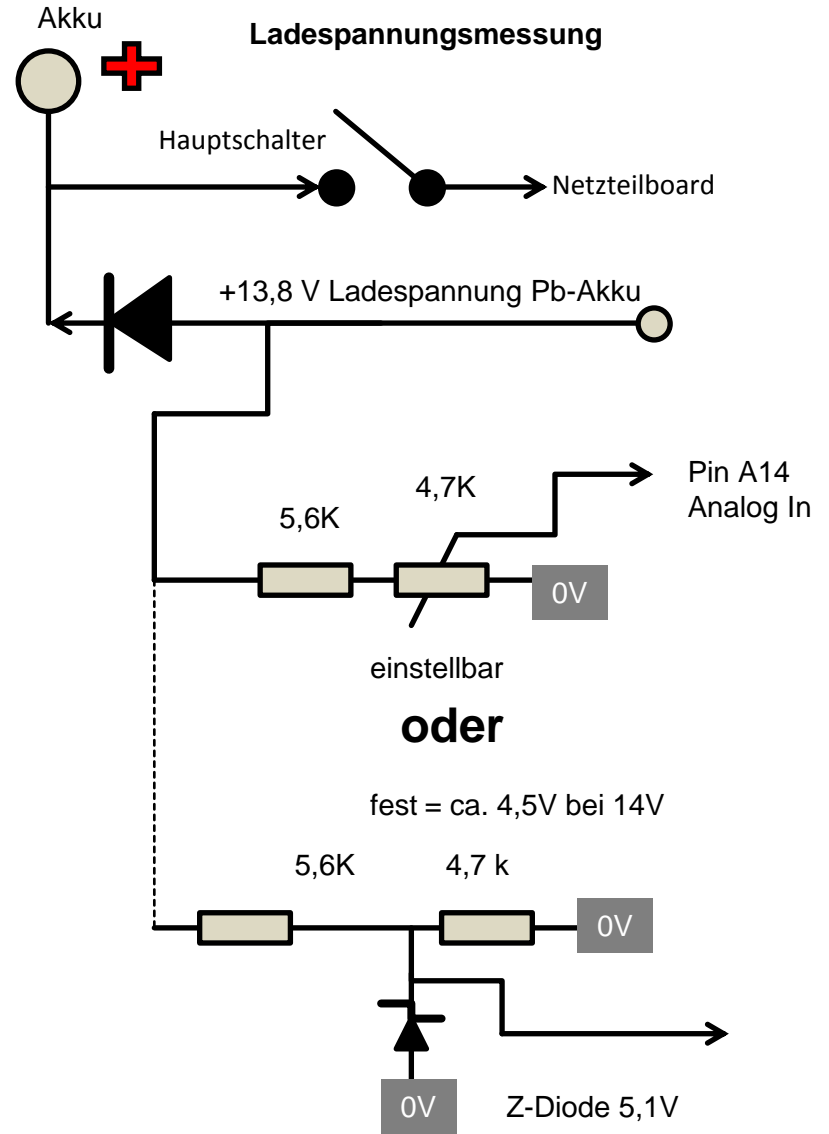 Akku
Ladespannungsmessung
Hauptschalter
Netzteilboard
+13,8 V Ladespannung Pb-Akku
Pin A14
Analog In
4,7K
5,6K
0V
einstellbar
oder
fest = ca. 4,5V bei 14V
5,6K
4,7 k
0V
0V
Z-Diode 5,1V